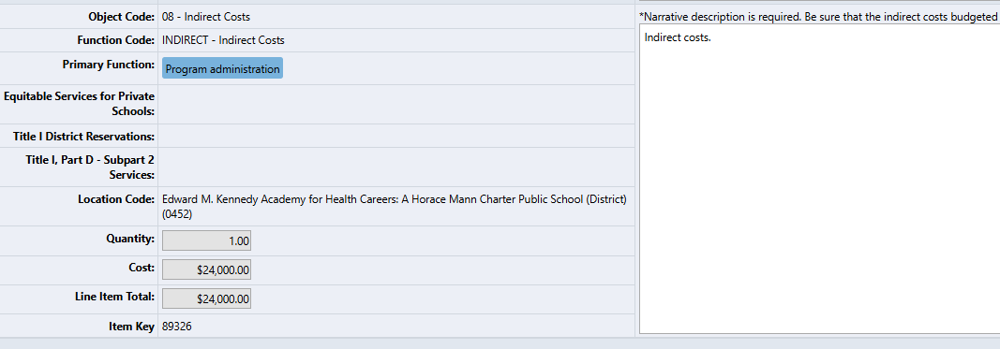 Object Code: 08 - Indirect Costs
*Narrative description is required. Be sure that the indirect costs budgeted
Indirect costs.
Function Code: INDIRECT - Indirect Costs
Primary Function: Program administration
Equitable Services for Private
Schools:
Title I District Reservations:
Title I, Part D - Subpart 2
Services:
Location Code: Edward M. Kennedy Academy for Health Careers: A Horace Mann Charter Public School (District)
(0452)
Quantity: 1.00
Cost: $24,000.00
Line Item Total: $24,000.00
Item Key 89326